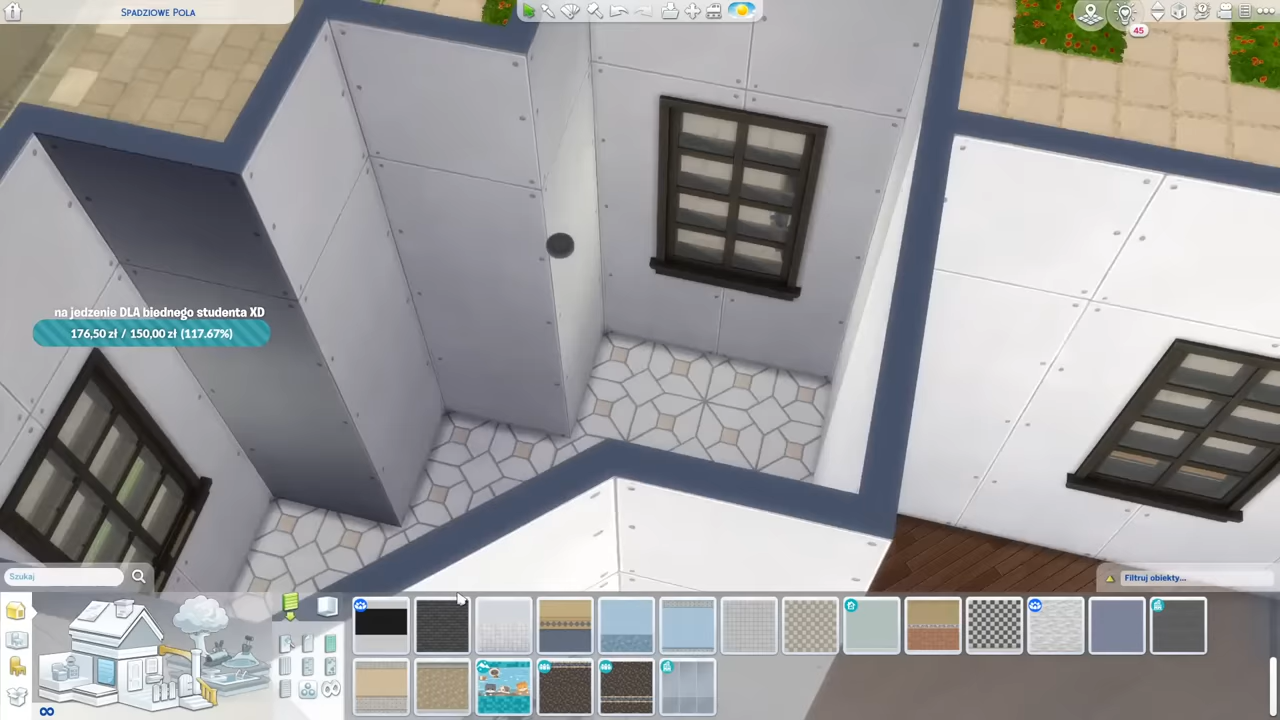 Spadziowe Pola
45
na jedzenie DLA biednego studenta XD
176,50 zł / 150,00 zł (117.67%)
Szukaj
Filtruj obiekty...